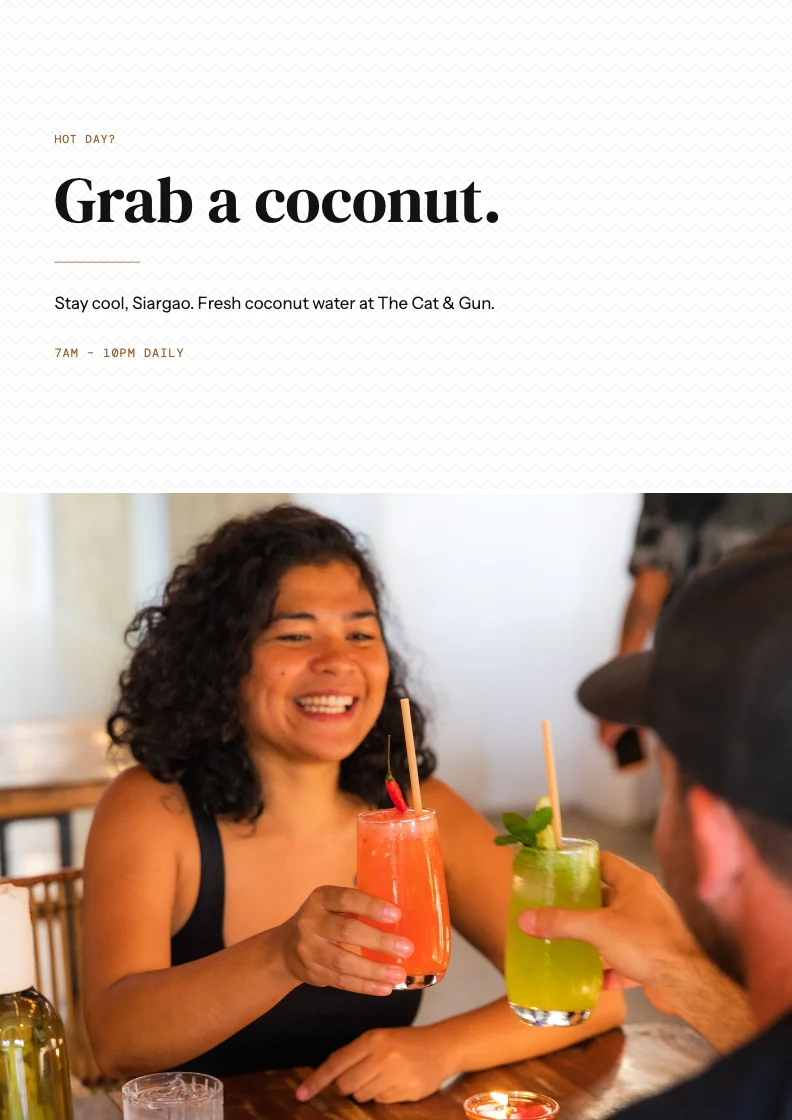 HOT DAY?
Grab a coconut.
Stay cool, Siargao. Fresh coconut water at The Cat & Gun.
7AM – 10PM DAILY